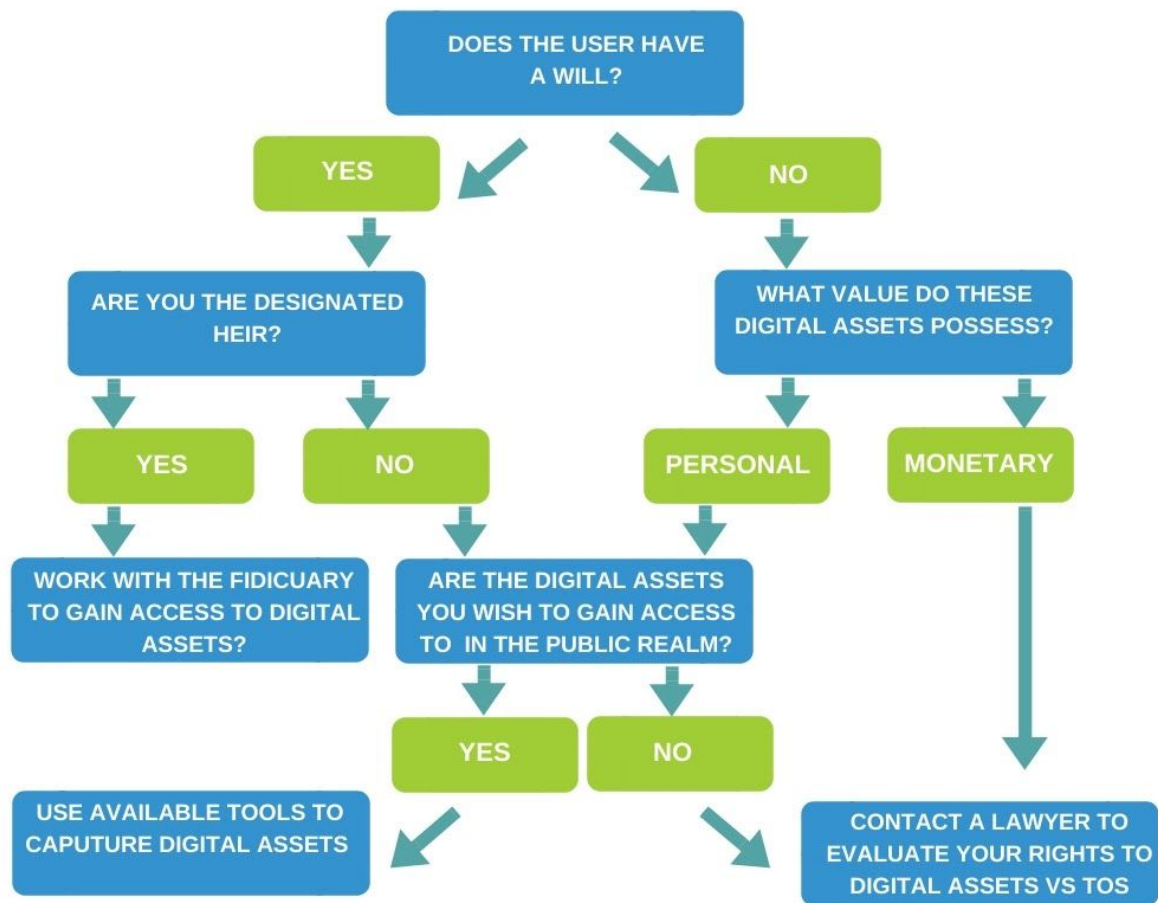 DOES THE USER HAVE
A WILL?
YES
NO
ARE YOU THE DESIGNATED
HEIR?
WHAT VALUE DO THESE
DIGITAL ASSETS POSSESS?
YES
NO
PERSONAL
MONETARY
WORK WITH THE FIDICUARY
TO GAIN ACCESS TO DIGITAL
ASSETS?
ARE THE DIGITAL ASSETS
YOU WISH TO GAIN ACCESS
TO IN THE PUBLIC REALM?
YES
NO
USE AVAILABLE TOOLS TO
CAPUTURE DIGITAL ASSETS
CONTACT A LAWYER TO
EVALUATE YOUR RIGHTS TO
DIGITAL ASSETS VS TOS